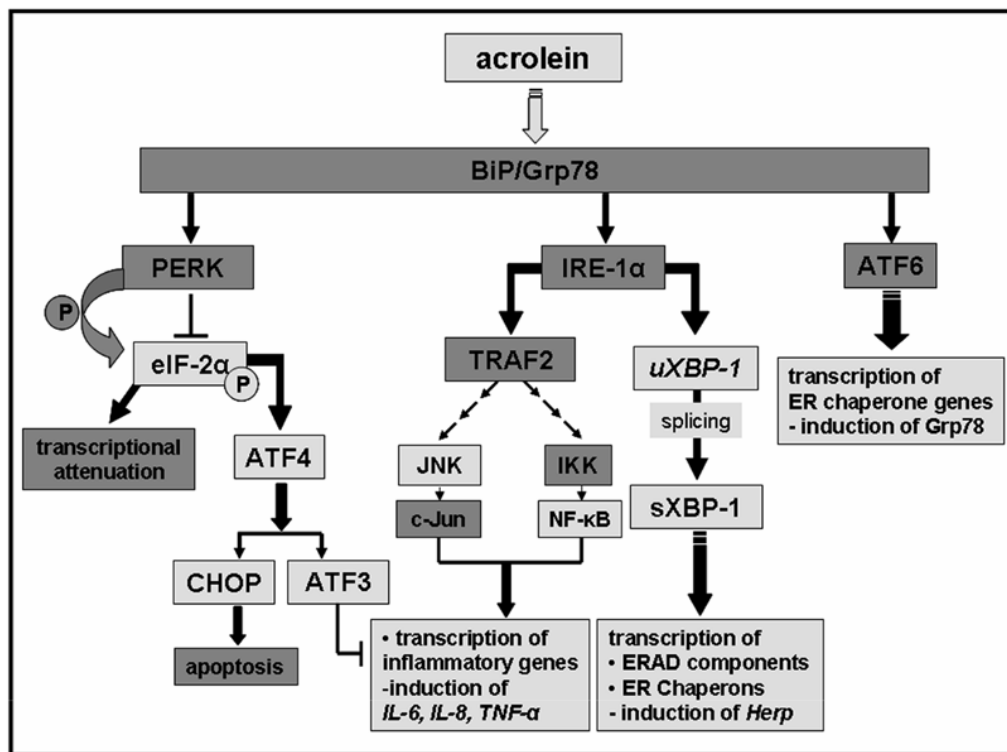 acrolein
BiP/Grp78
PERK
IRE-1α
ATF6
P
eIF-2α
P
TRAF2
uXBP-1
transcription of
ER chaperone genes
- induction of Grp78
splicing
transcriptional
attenuation
ATF4
JNK
IKK
sXBP-1
c-Jun
NF-κB
CHOP
ATF3
apoptosis
• transcription of
inflammatory genes
-induction of
IL-6, IL-8, TNF-α
transcription of
• ERAD components
• ER Chaperons
- induction of Herp